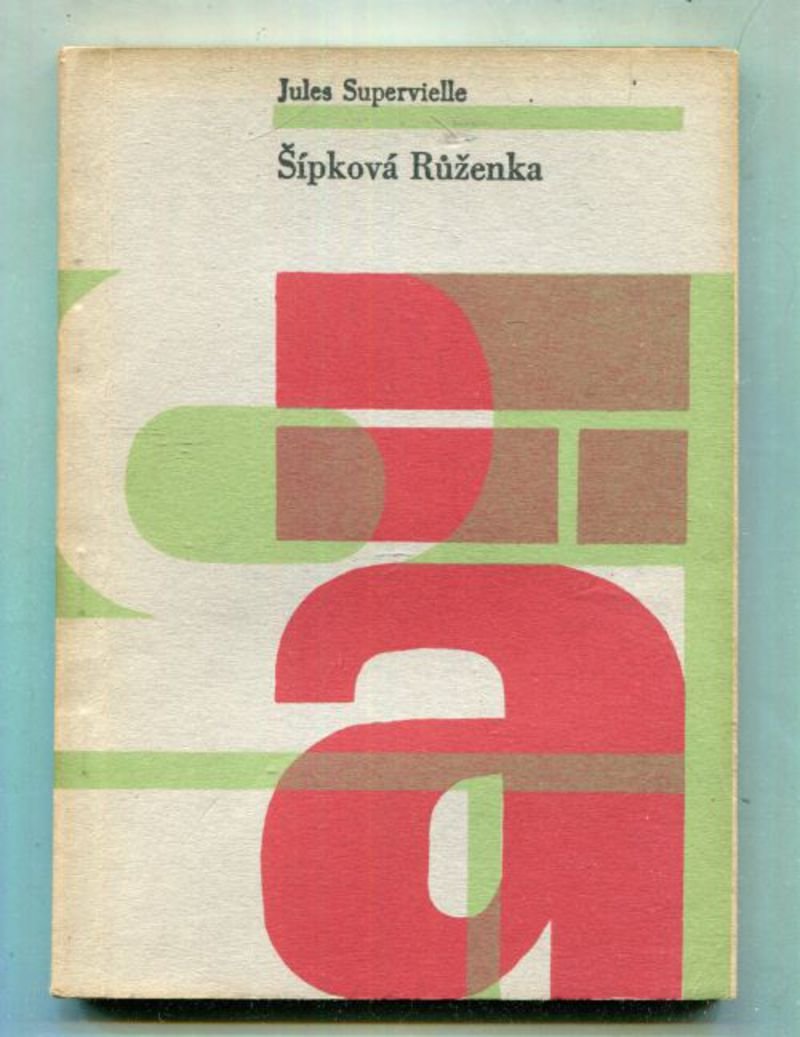 Jules Supervielle
Šípková Růženka
a